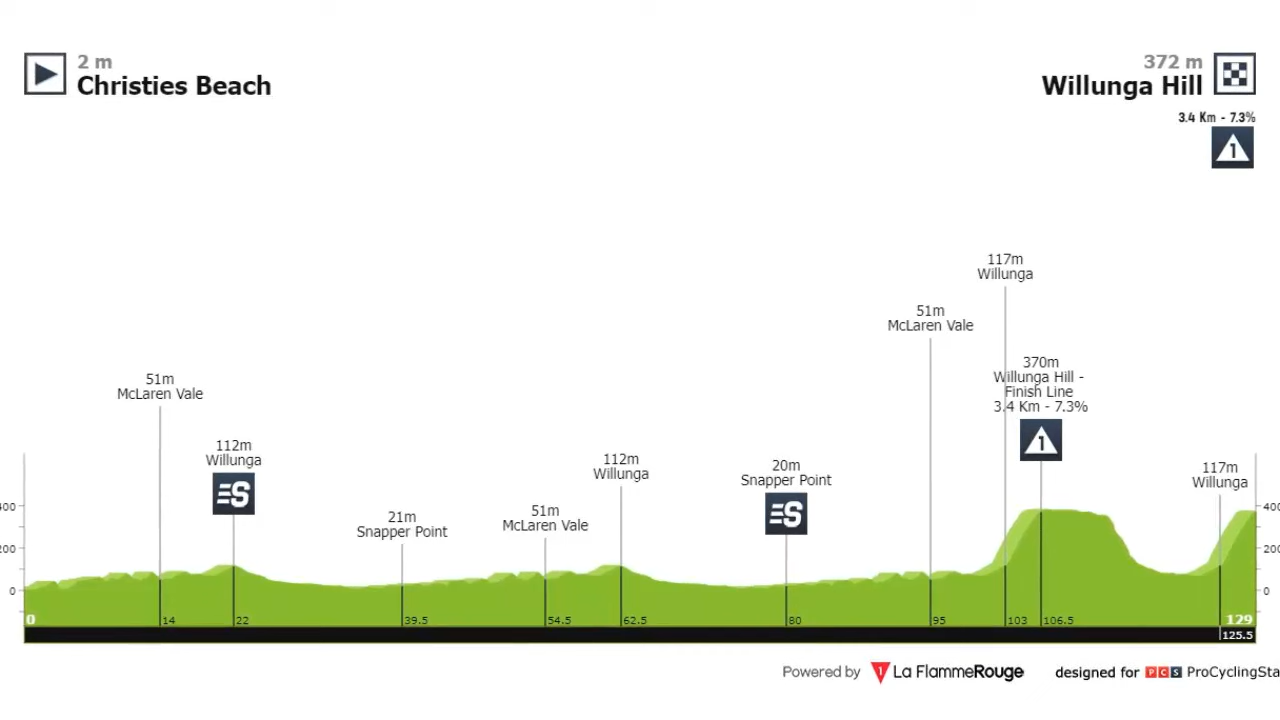 2 m
Christies Beach
372 m
Willunga Hill
3.4 Km - 7.3%
1
117m
Willunga
51m
McLaren Vale
370m
Willunga Hill -
Finish Line
3.4 Km - 7.3%
1
51m
McLaren Vale
112m
Willunga
S
112m
Willunga
20m
Snapper Point
S
117m
Willunga
21m
Snapper Point
51m
McLaren Vale
400 400
200 200
0 0
0 14 22 39.5 54.5 62.5 80 95 103 106.5 129
125.5
Powered by La FlammeRouge designed for PCS ProCyclingSta